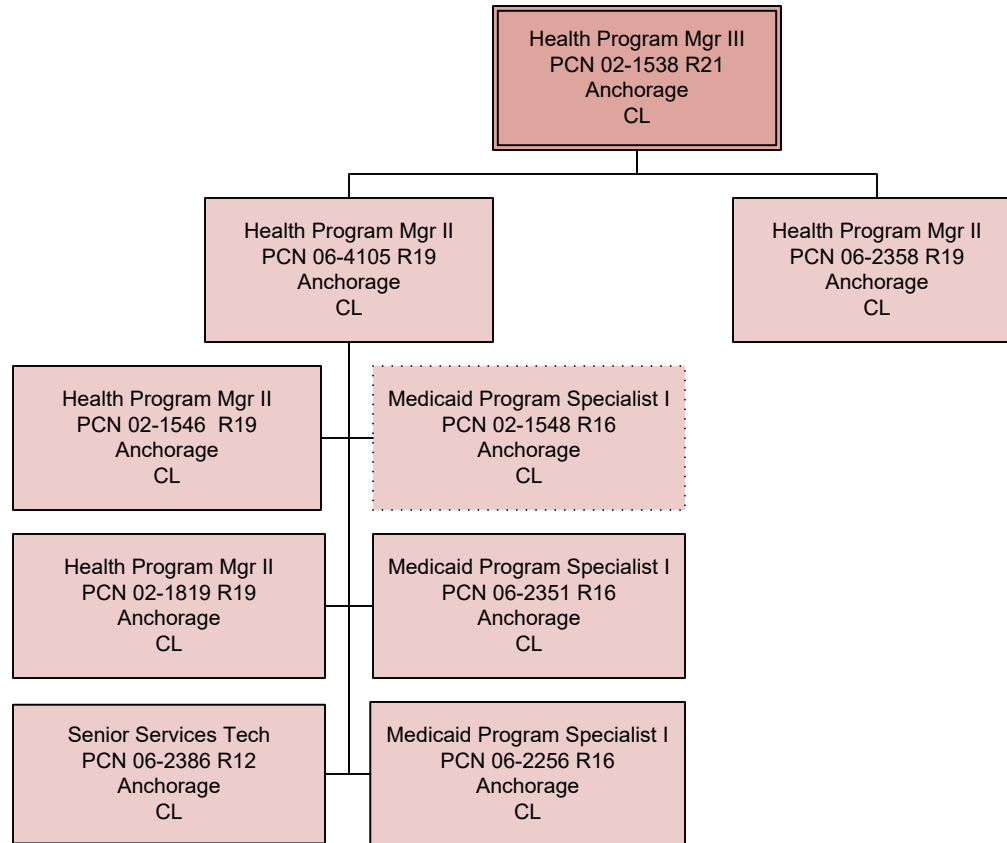 Health Program Mgr III
PCN 02-1538 R21
Anchorage
CL
Health Program Mgr II
PCN 06-4105 R19
Anchorage
CL
Health Program Mgr II
PCN 06-2358 R19
Anchorage
CL
Health Program Mgr II
PCN 02-1546  R19
Anchorage
CL
Medicaid Program Specialist I
PCN 02-1548 R16
Anchorage
CL
Health Program Mgr II
PCN 02-1819 R19
Anchorage
CL
Medicaid Program Specialist I
PCN 06-2351 R16
Anchorage
CL
Senior Services Tech
PCN 06-2386 R12
Anchorage
CL
Medicaid Program Specialist I
PCN 06-2256 R16
Anchorage
CL